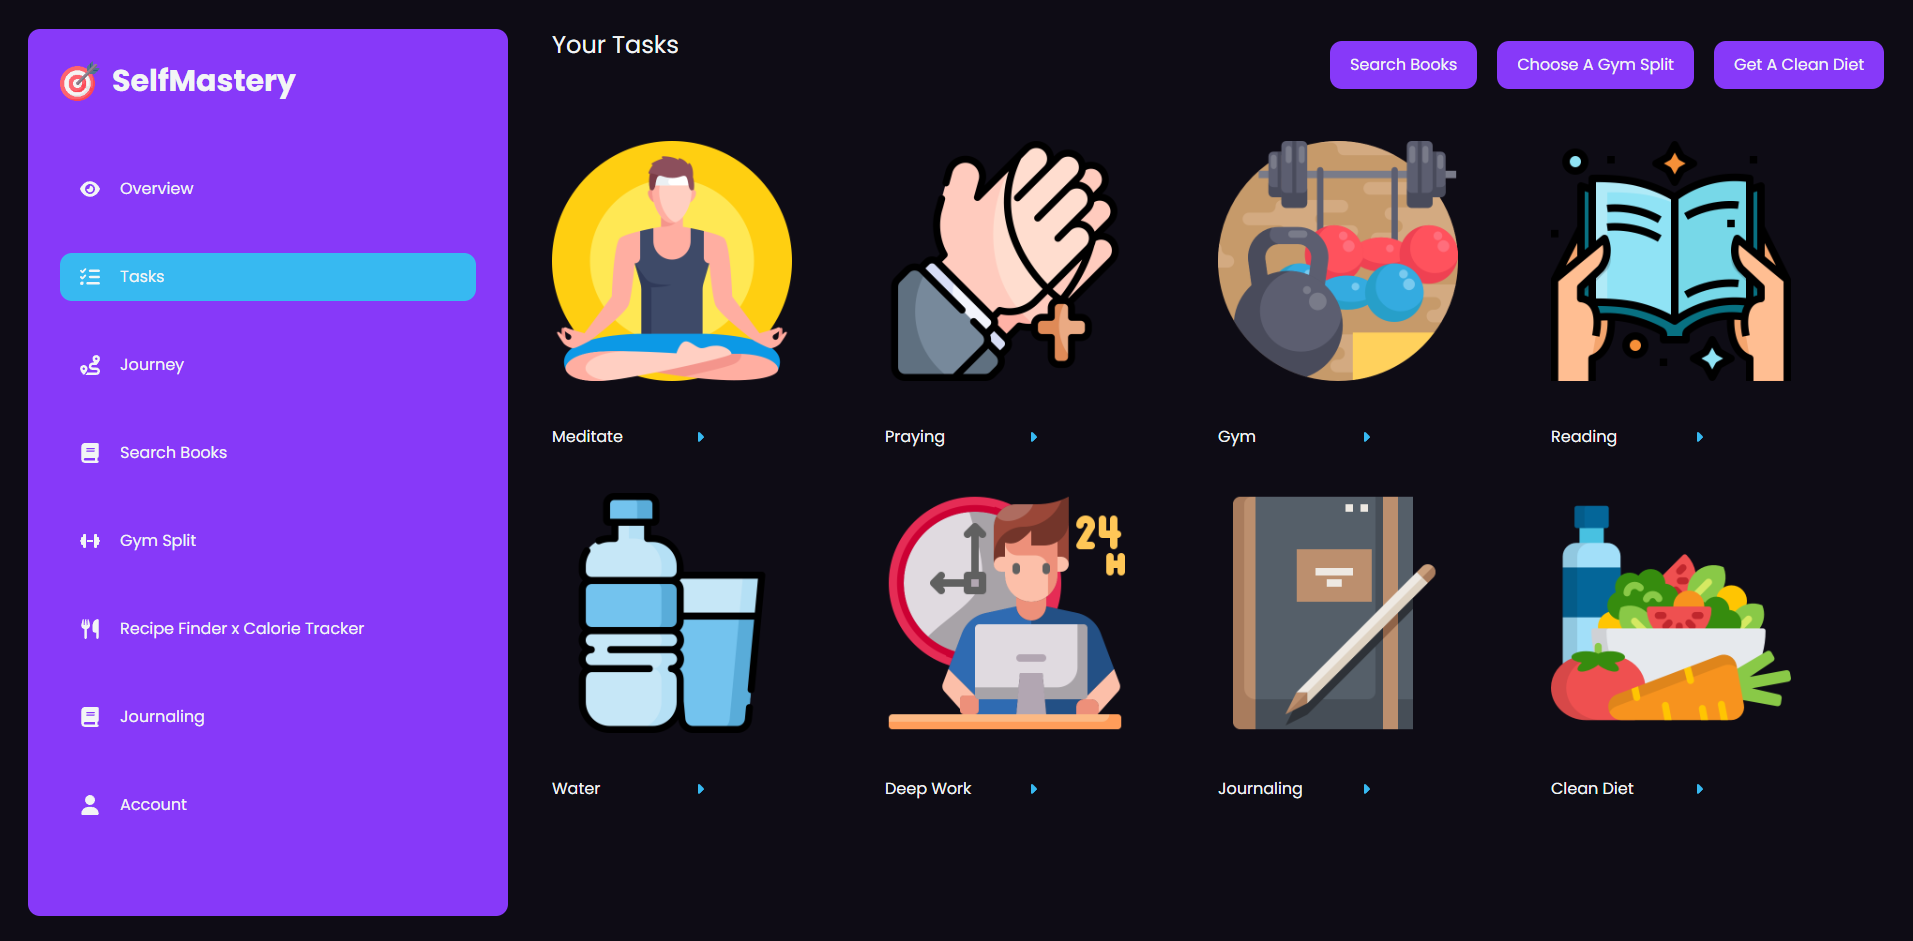 SelfMastery
Overview
Tasks
Journey
Search Books
Gym Split
Recipe Finder x Calorie Tracker
Journaling
Account
Your Tasks
Search Books
Choose A Gym Split
Get A Clean Diet
Meditate
Praying
Gym
Reading
24
H
Water
Deep Work
Journaling
Clean Diet